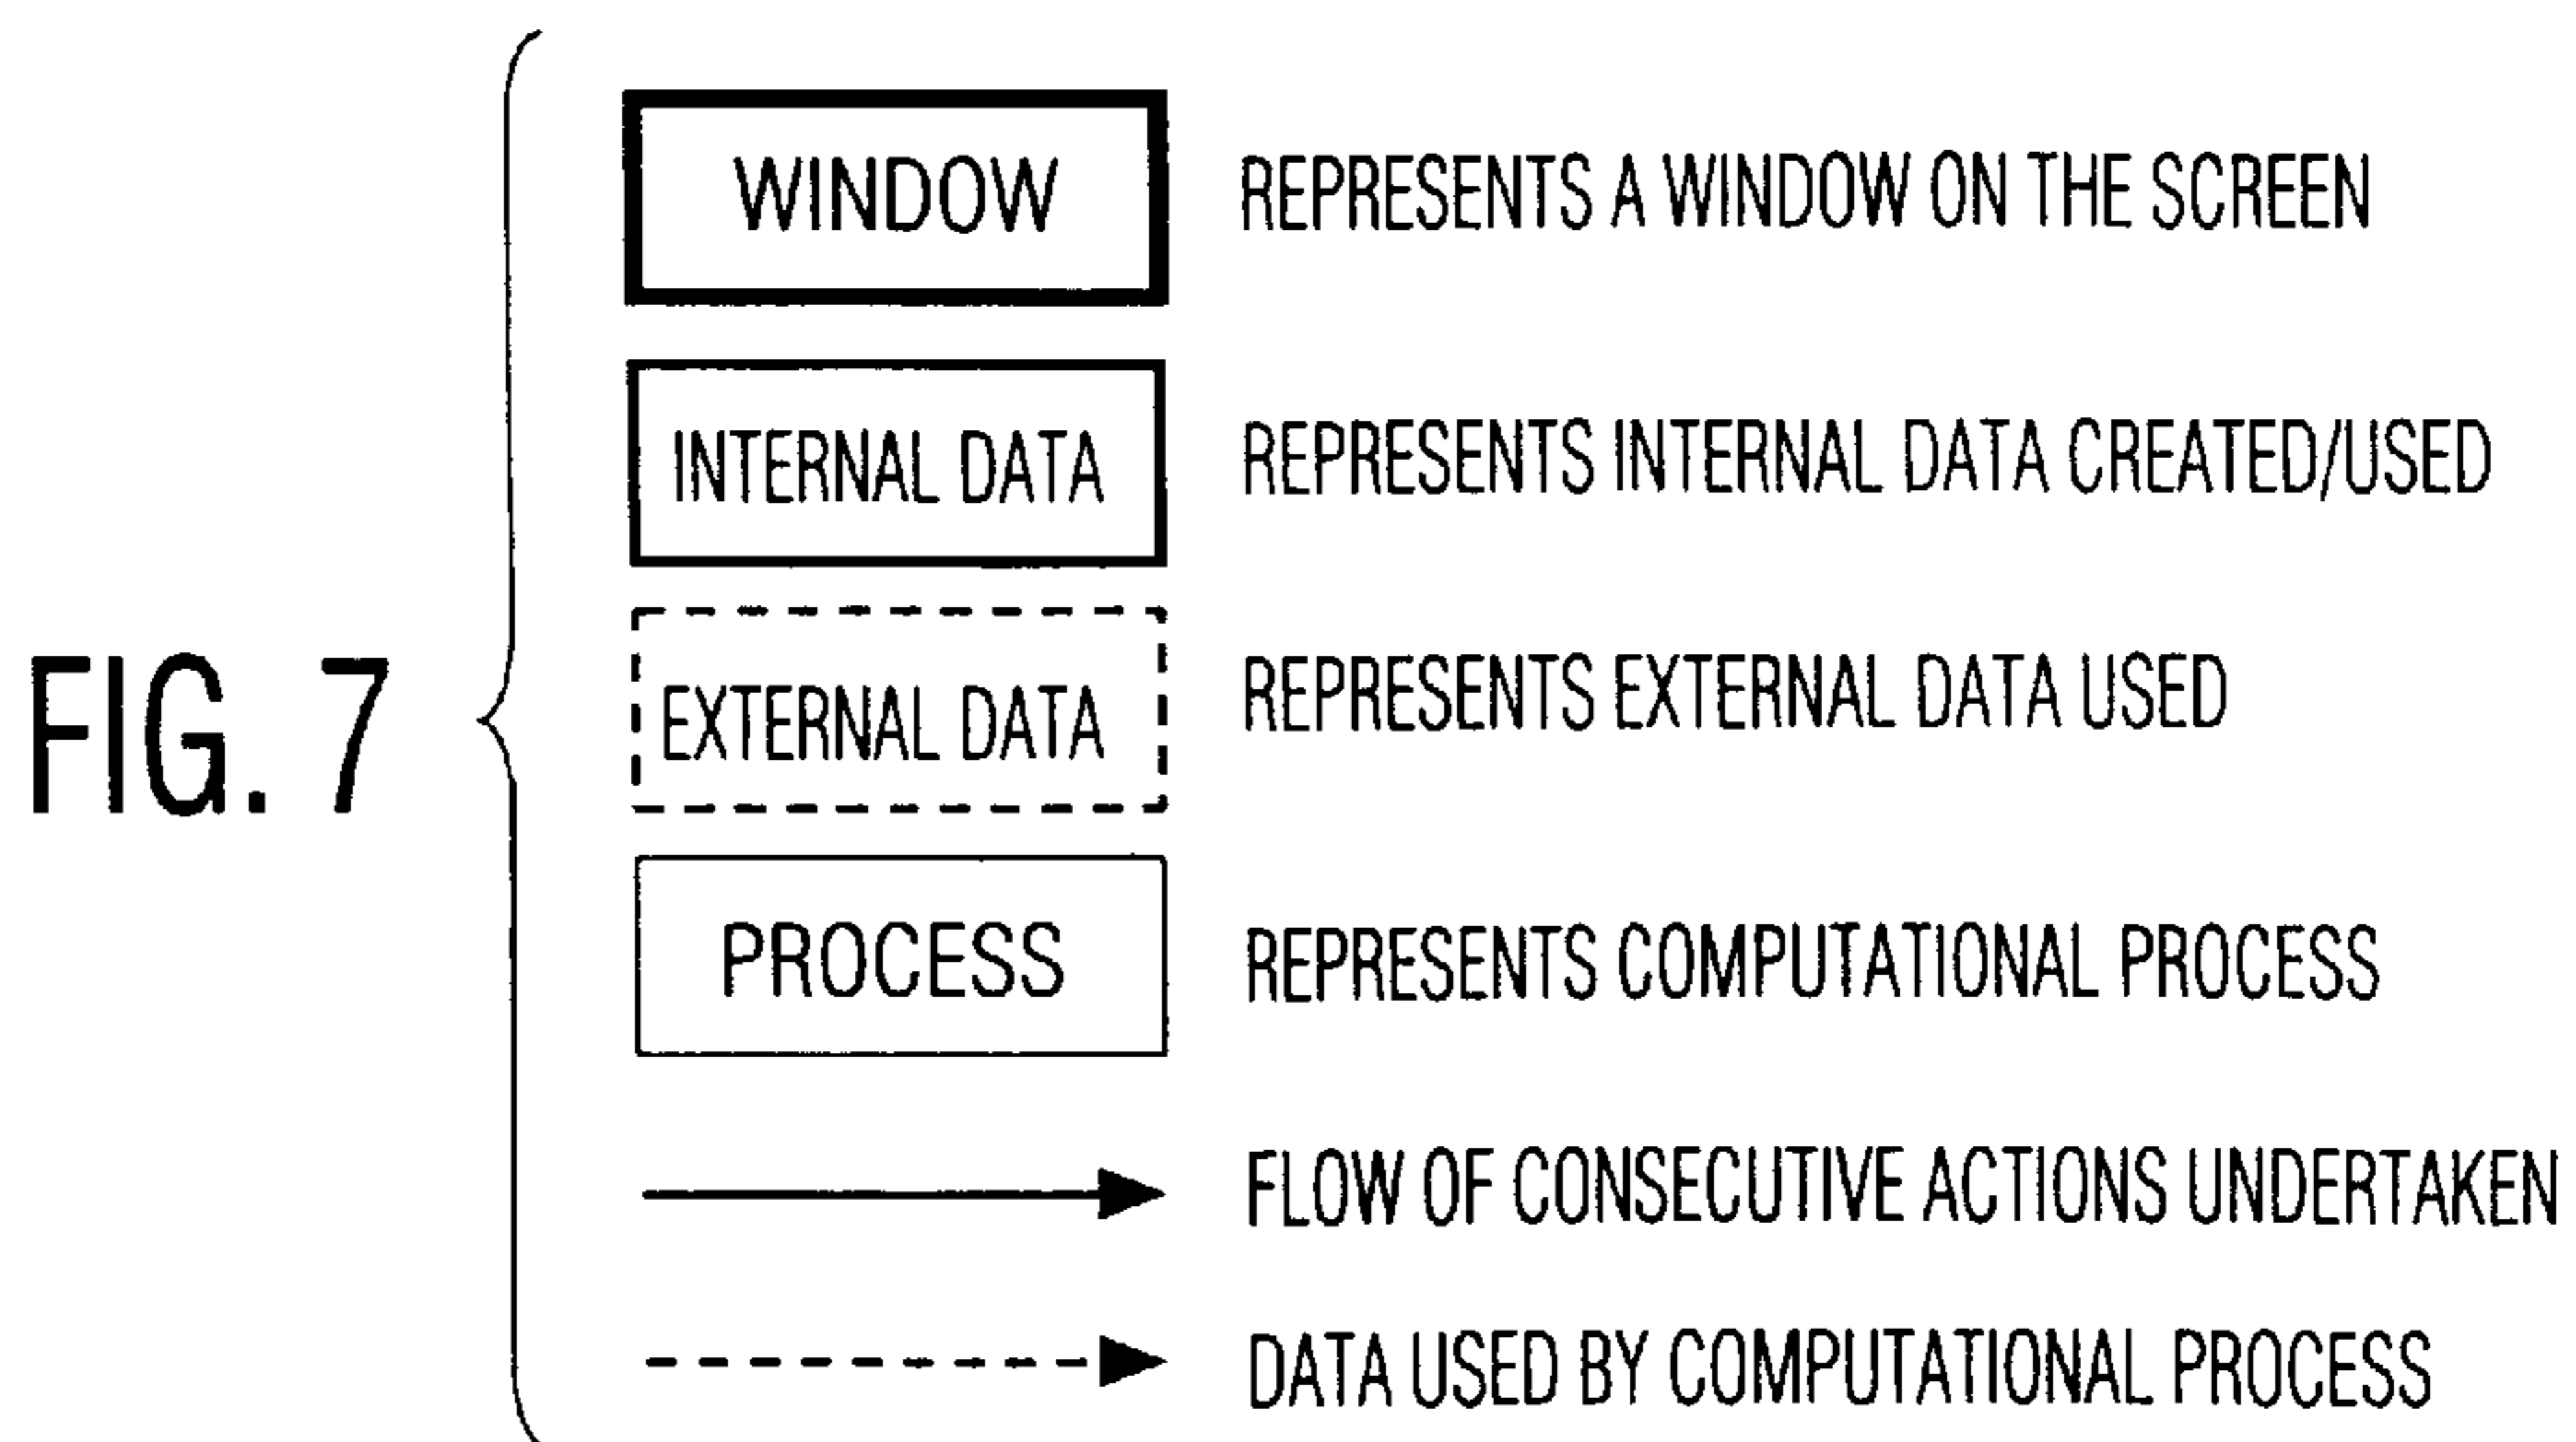 FIG. 7
WINDOW REPRESENTS A WINDOW ON THE SCREEN
INTERNAL DATA REPRESENTS INTERNAL DATA CREATED/USED
EXTERNAL DATA REPRESENTS EXTERNAL DATA USED
PROCESS REPRESENTS COMPUTATIONAL PROCESS
FLOW OF CONSECUTIVE ACTIONS UNDERTAKEN
DATA USED BY COMPUTATIONAL PROCESS